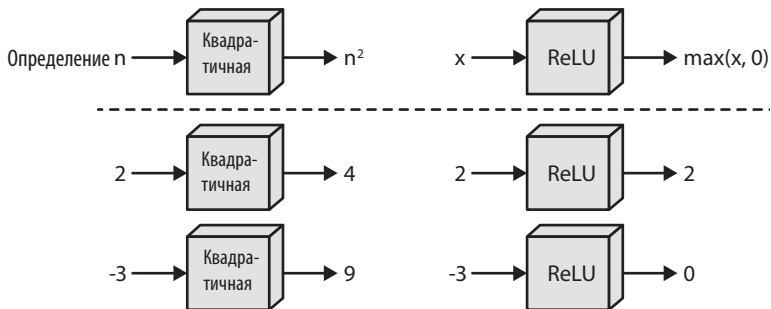 Определение n Квадра-
тичная n² x ReLU max(x, 0)
2 Квадра-
тичная 4 2 ReLU 2
-3 Квадра-
тичная 9 -3 ReLU 0